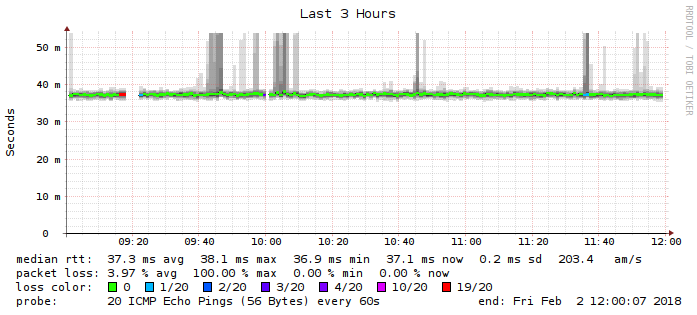 Last 3 Hours
RRDTOOL / TOBI OETIKER
Seconds
50 m
40 m
30 m
20 m
10 m
0
09:20 09:40 10:00 10:20 10:40 11:00 11:20 11:40 12:00
median rtt: 37.3 ms avg 38.1 ms max 36.9 ms min 37.1 ms now 0.2 ms sd 203.4 am/s
packet loss: 3.97 % avg 100.00 % max 0.00 % min 0.00 % now
loss color: 0 1/20 2/20 3/20 4/20 10/20 19/20
probe: 20 ICMP Echo Pings (56 Bytes) every 60s end: Fri Feb 2 12:00:07 2018